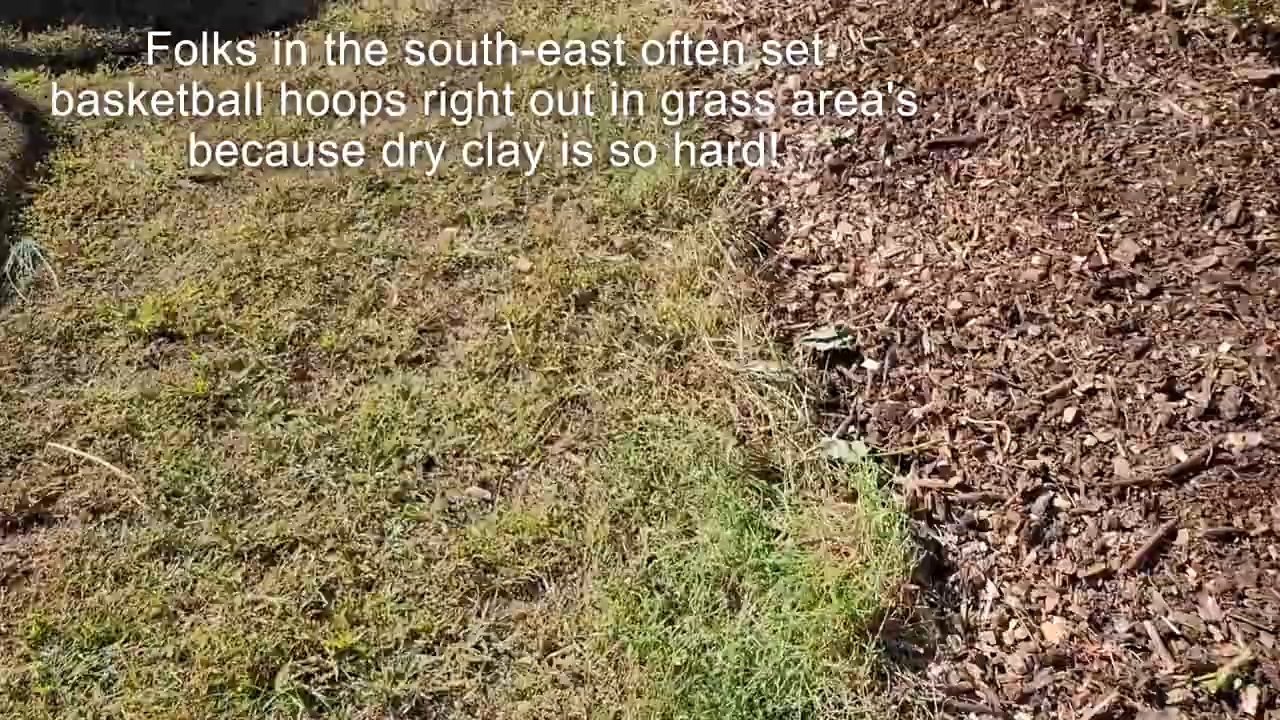 Folks in the south-east often set
basketball hoops right out in grass area's
because dry clay is so hard!